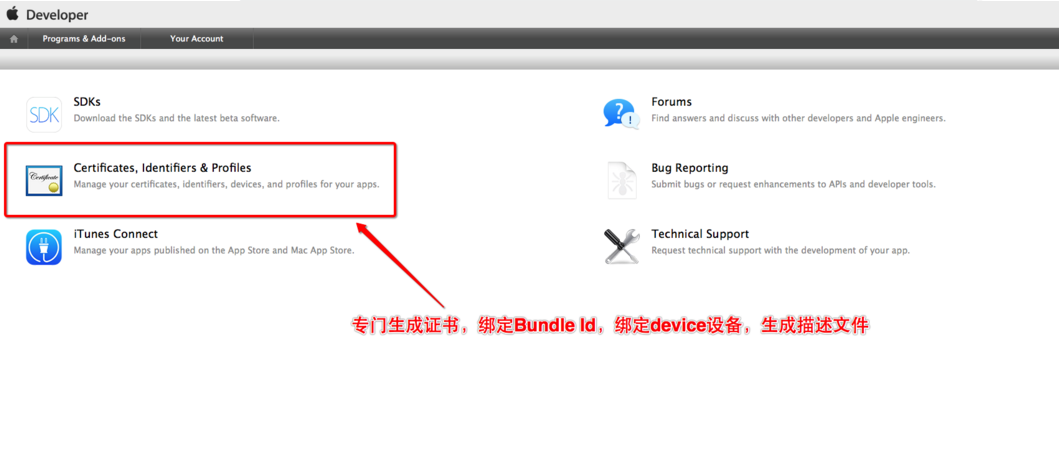 Developer
Programs & Add-ons
Your Account
SDK
SDKs
Download the SDKs and the latest beta software.
Forums
Find answers and discuss with other developers and Apple engineers.
Certificate
Certificates, Identifiers & Profiles
Manage your certificates, identifiers, devices, and profiles for your apps.
Bug Reporting
Submit bugs or request enhancements to APIs and developer tools.
iTunes Connect
Manage your apps published on the App Store and Mac App Store.
Technical Support
Request technical support with the development of your app.
专门生成证书，绑定Bundle Id，绑定device设备，生成描述文件